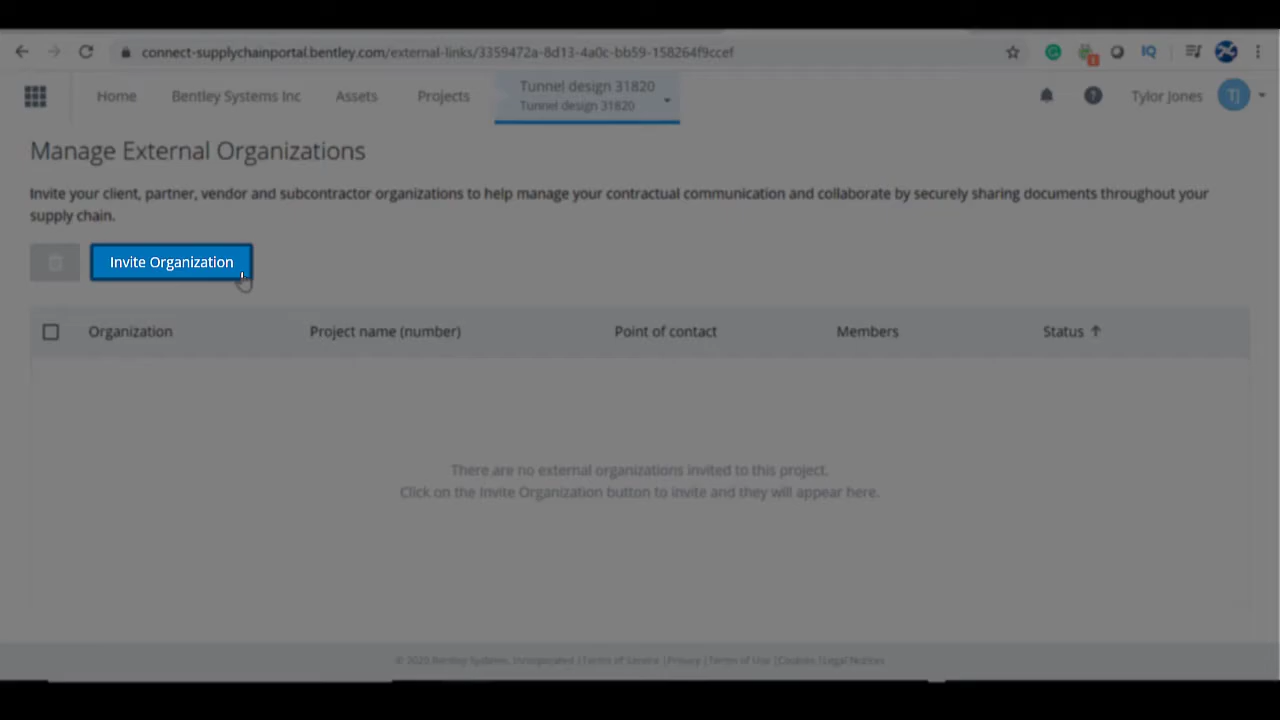 connect-supplychainportal.bentley.com/external-links/3359472a-8d13-4a0c-bb59-158264f9ccef
1
IQ
Home
Bentley Systems Inc
Assets
Projects
Tunnel design 31820
Tunnel design 31820
?
Tylor Jones
TJ
Manage External Organizations
Invite your client, partner, vendor and subcontractor organizations to help manage your contractual communication and collaborate by securely sharing documents throughout your
supply chain.
Invite Organization
Organization
Project name (number)
Point of contact
Members
Status
There are no external organizations invited to this project.
Click on the Invite Organization button to invite and they will appear here.
© 2020 Bentley Systems, Incorporated | Terms of Service | Privacy | Terms of Use | Cookies | Legal Notices